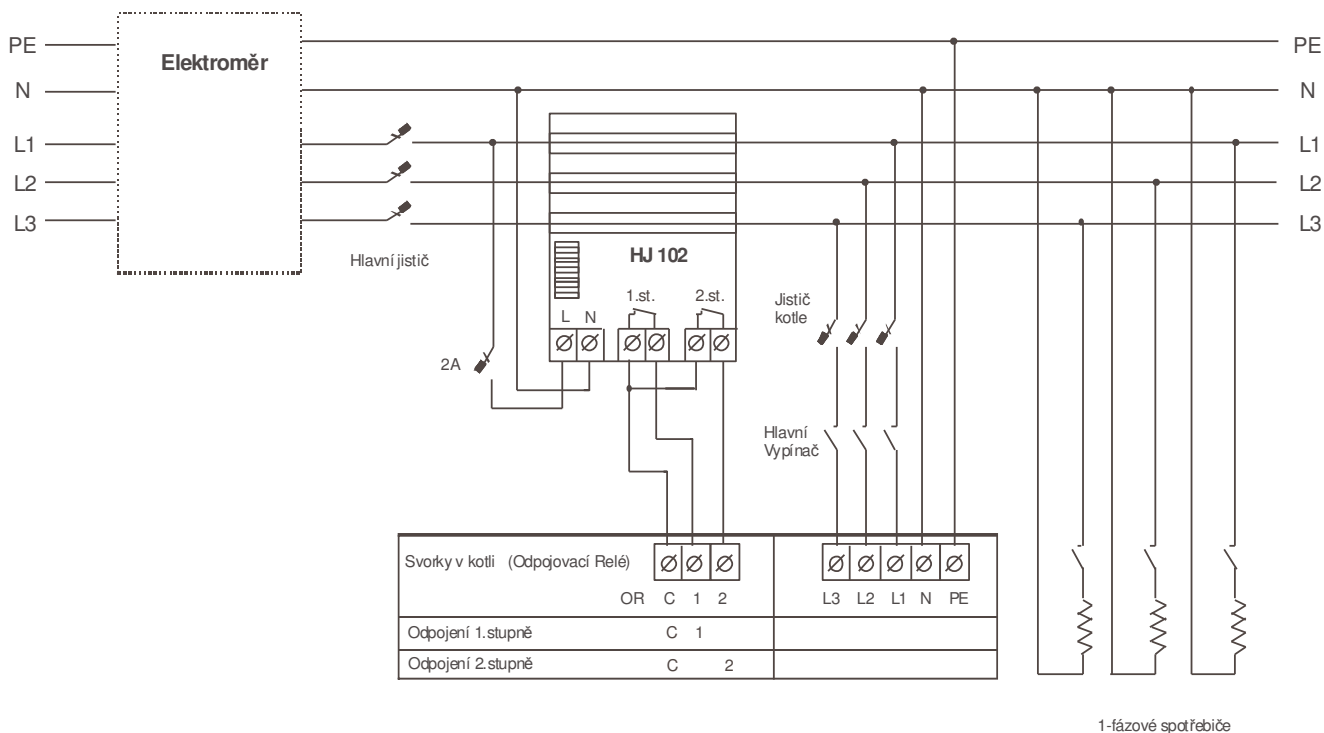 PE
Elektroměr
PE
N
N
L1
L1
L2
L2
L3
L3
Hlavní jistič
HJ 102
1.st.
2.st.
L N
Jistič
kotle
2A
Hlavní
Vypínač
Svorky v kotli (Odpojovací Relé)
OR C 1 2
L3 L2 L1 N PE
Odpojení 1.stupně C 1
Odpojení 2.stupně C 2
1-fázové spotřebiče